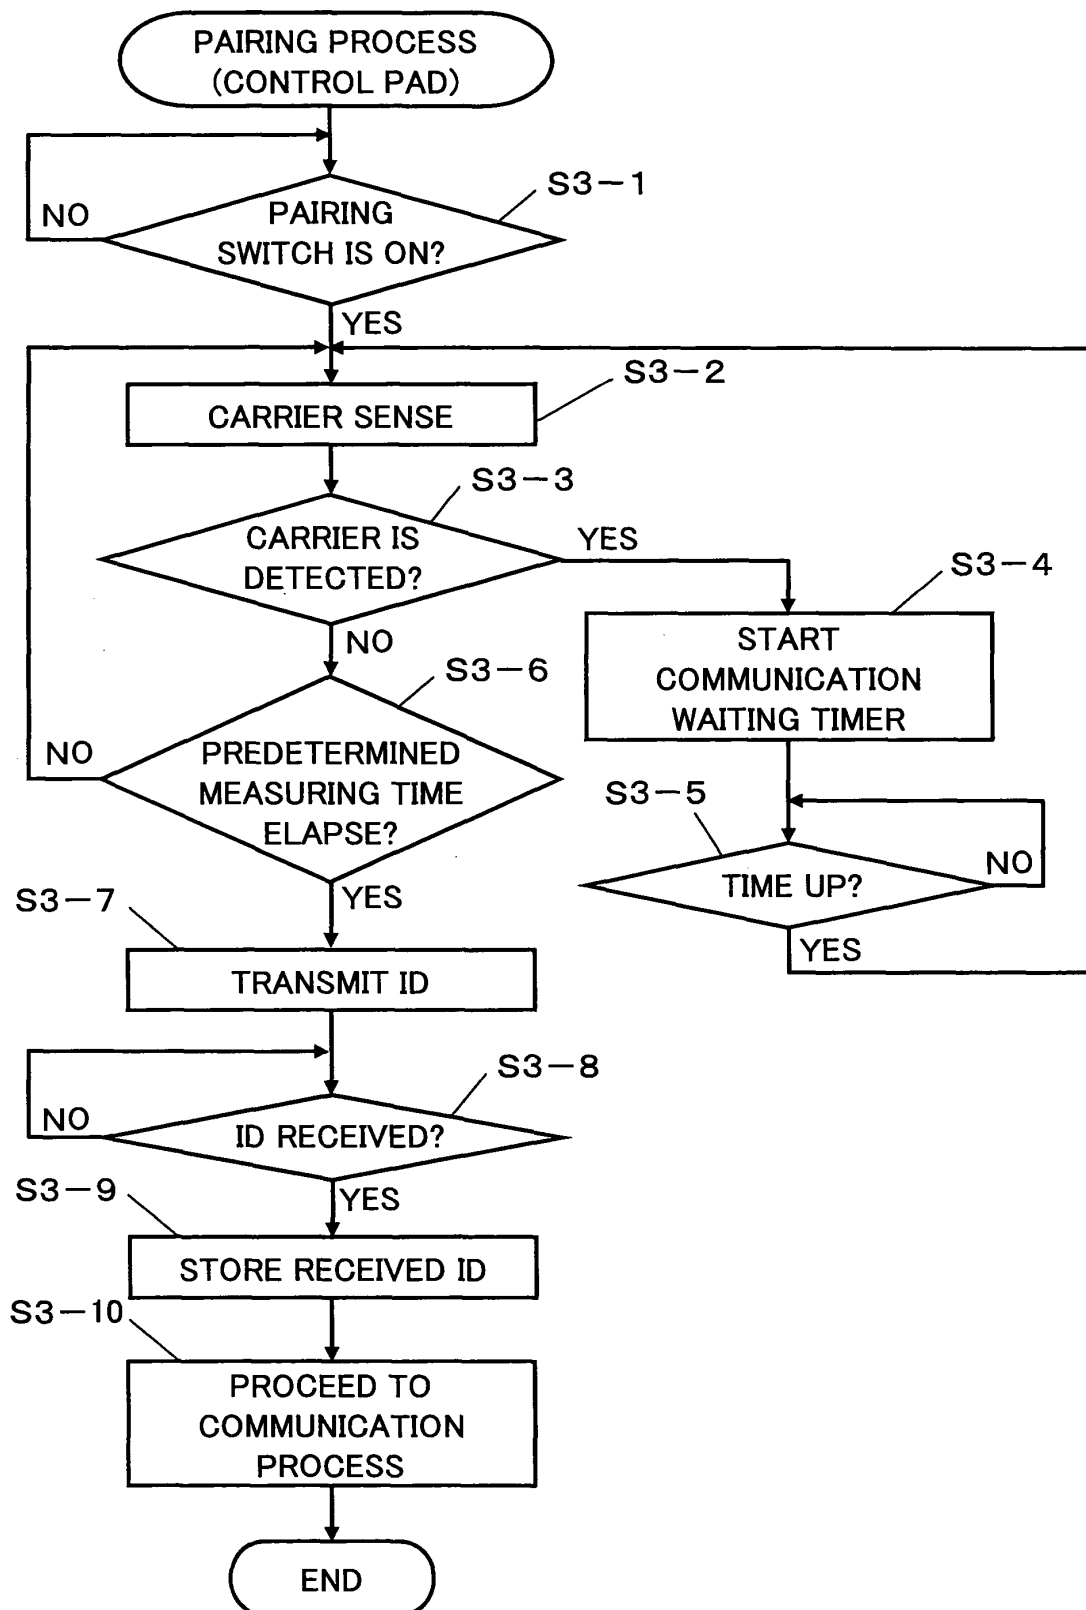 PAIRING PROCESS
(CONTROL PAD)
S3-1
NO
PAIRING
SWITCH IS ON?
YES
S3-2
CARRIER SENSE
S3-3
CARRIER IS
DETECTED?
YES
S3-4
START
COMMUNICATION
WAITING TIMER
NO
S3-6
NO
PREDETERMINED
MEASURING TIME
ELAPSE?
S3-5
TIME UP?
NO
YES
YES
S3-7
TRANSMIT ID
S3-8
NO
ID RECEIVED?
YES
S3-9
STORE RECEIVED ID
S3-10
PROCEED TO
COMMUNICATION
PROCESS
END